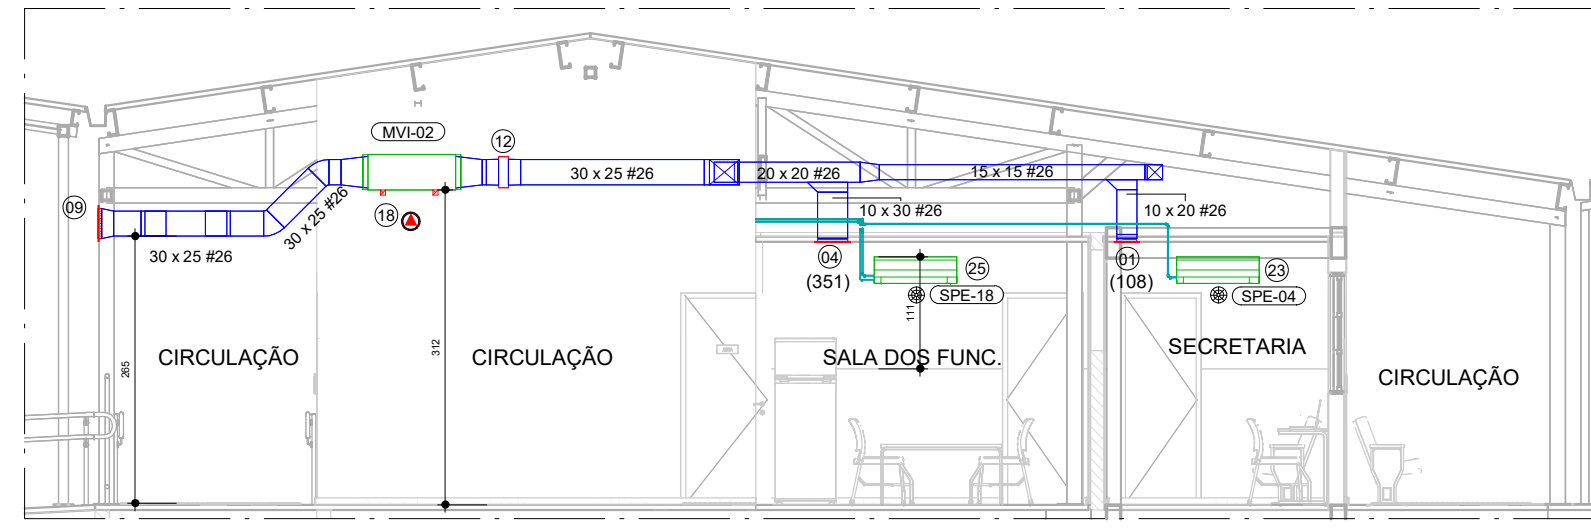 MVI-02
12
30 x 25 #26
20 x 20 #26
15 x 15 #26
09
18
30 x 25 #26
10 x 30 #26
10 x 20 #26
30 x 25 #26
04
(351)
25
01
(108)
23
SPE-18
SPE-04
111
312
265
CIRCULAÇÃO
CIRCULAÇÃO
SALA DOS FUNC.
SECRETARIA
CIRCULAÇÃO